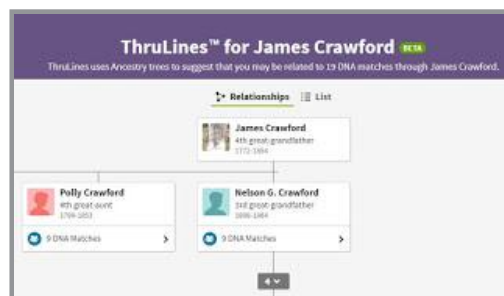 ThruLines™ for James Crawford BETA
ThruLines uses Ancestry trees to suggest that you may be related to 19 DNA matches through James Crawford.
Relationships List
James Crawford
4th great-grandfather
Polly Crawford
4th great-aunt
Nelson G. Crawford
3rd great-grandfather
9 DNA Matches
9 DNA Matches
4